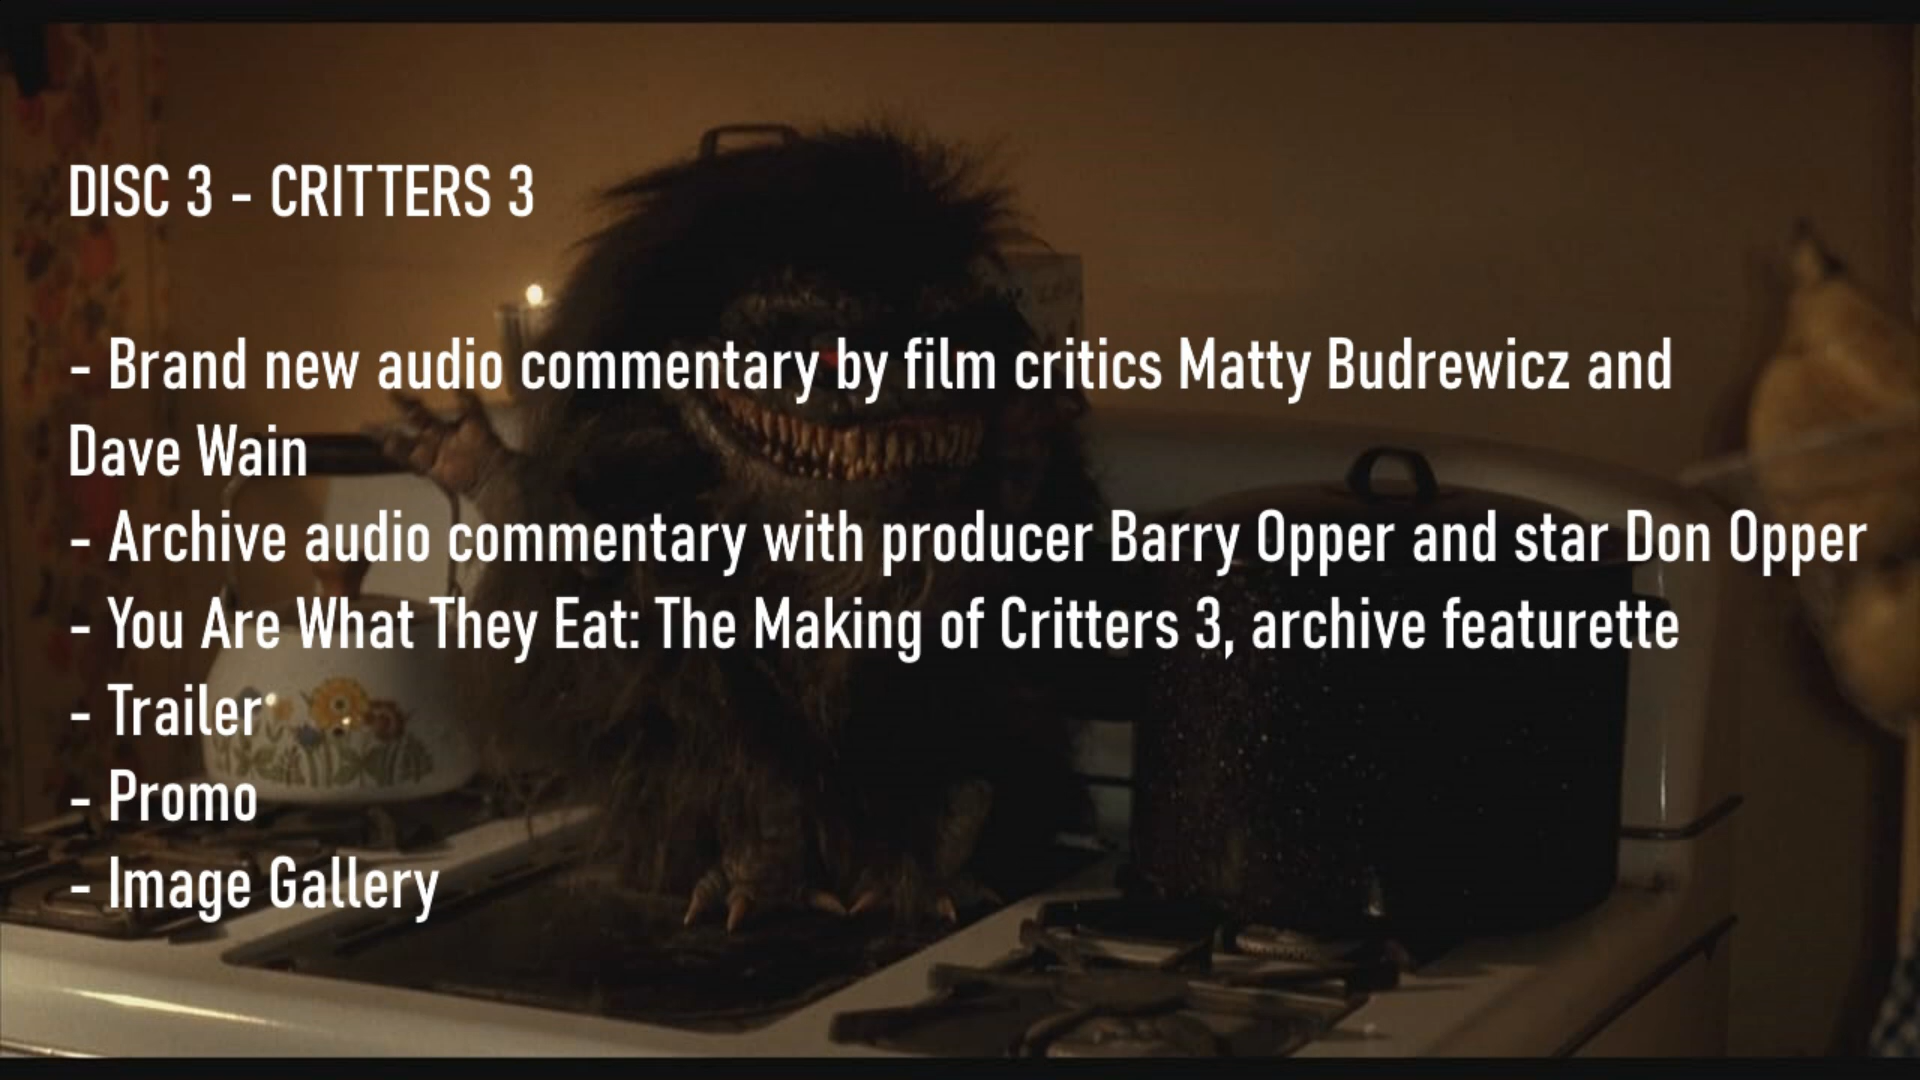 DISC 3 - CRITTERS 3
- Brand new audio commentary by film critics Matty Budrewicz and
Dave Wain
- Archive audio commentary with producer Barry Opper and star Don Opper
- You Are What They Eat: The Making of Critters 3, archive featurette
- Trailer
- Promo
- Image Gallery